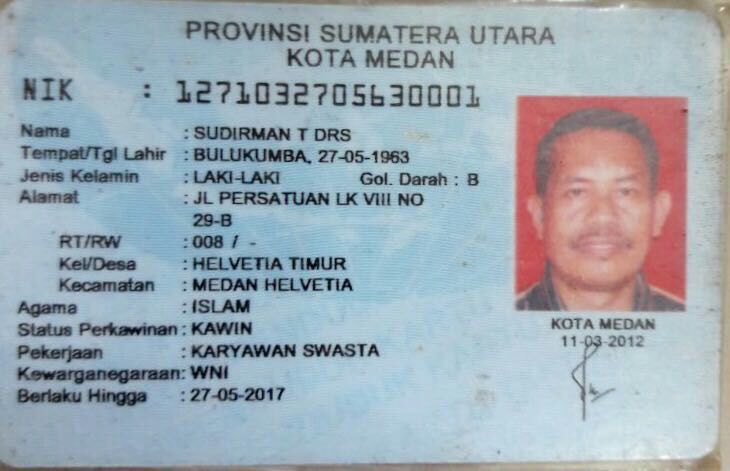 PROVINSI SUMATERA UTARA
KOTA MEDAN
NIK : 1271032705630001
Nama : SUDIRMAN T DRS
Tempat/Tgl Lahir : BULUKUMBA, 27-05-1963
Jenis Kelamin : LAKI-LAKI Gol. Darah : B
Alamat : JL PERSATUAN LK VIII NO
29-B
RT/RW : 008 / -
Kel/Desa : HELVETIA TIMUR
Kecamatan : MEDAN HELVETIA
Agama : ISLAM
Status Perkawinan : KAWIN
Pekerjaan : KARYAWAN SWASTA
Kewarganegaraan: WNI
Berlaku Hingga : 27-05-2017
KOTA MEDAN
11-03-2012